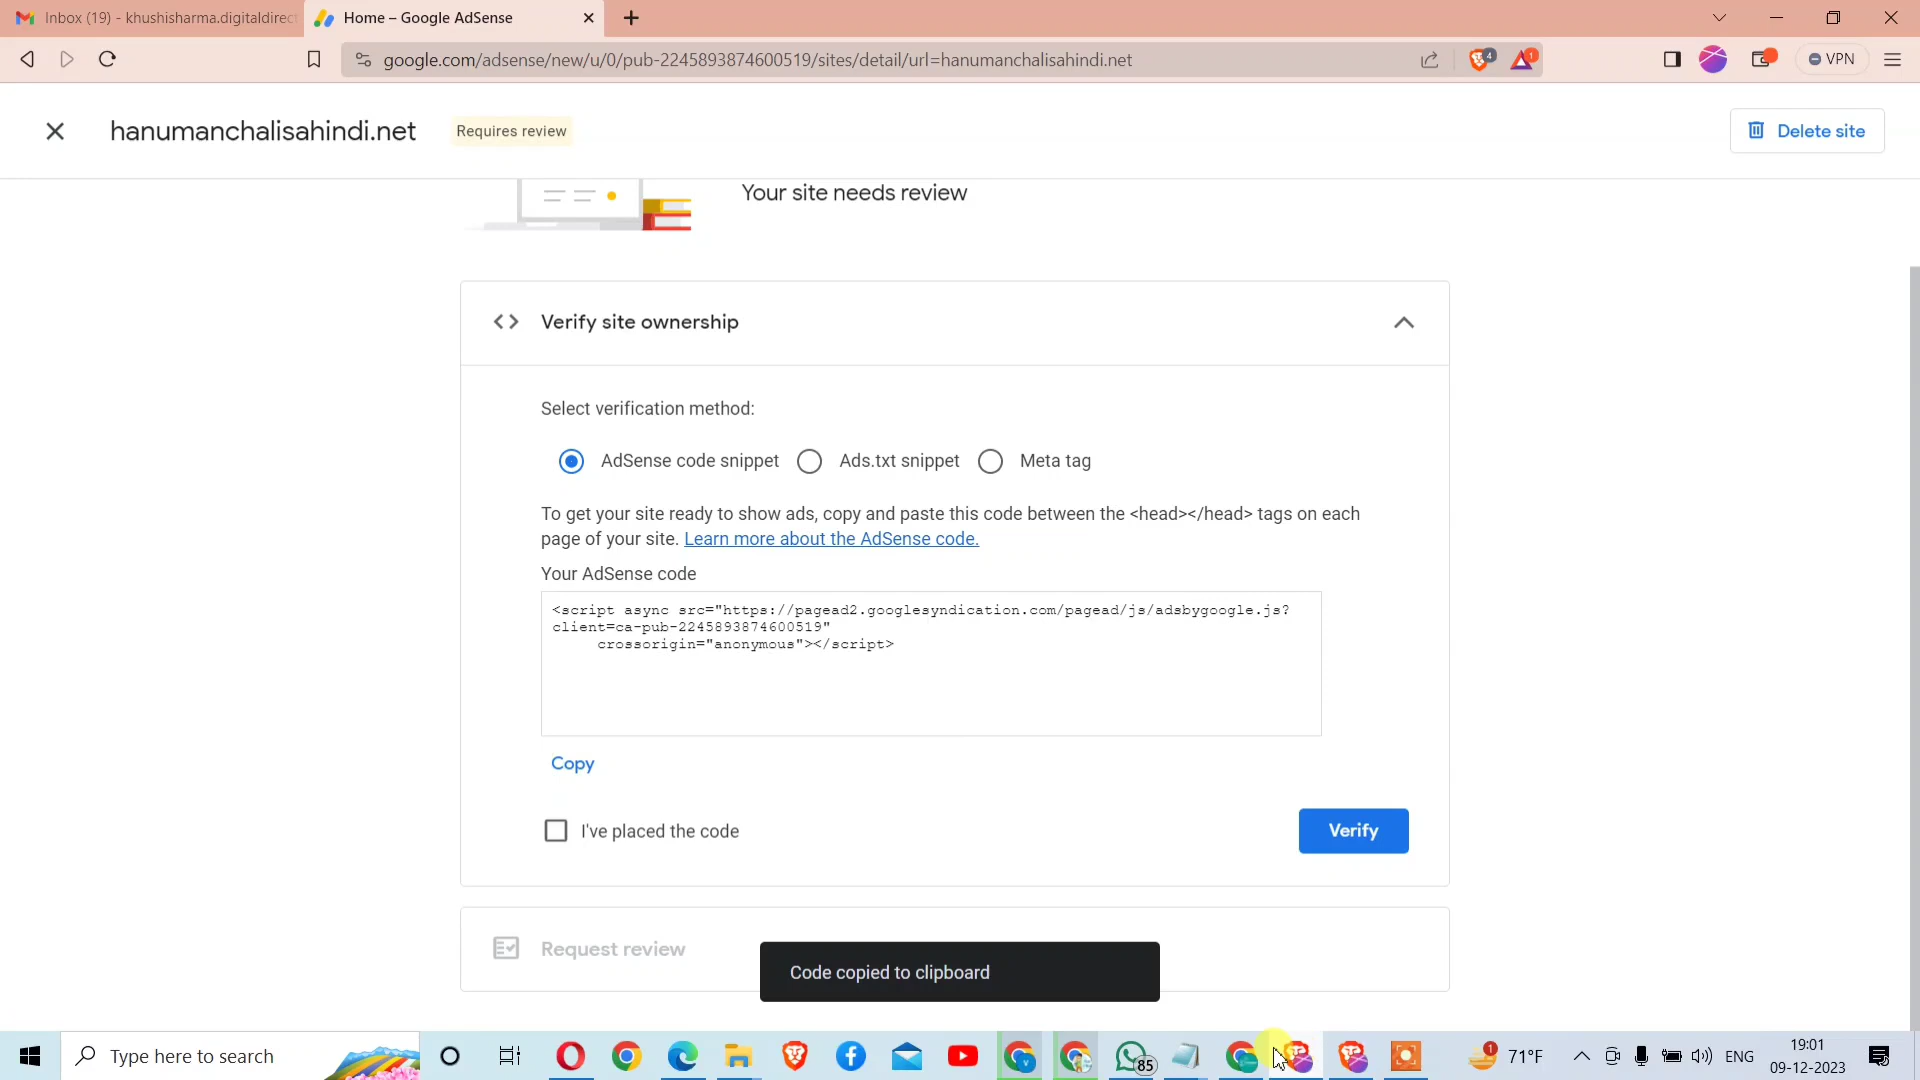 Inbox (19) - khushisharma.digitaldirect
Home – Google AdSense
google.com/adsense/new/u/0/pub-2245893874600519/sites/detail/url=hanumanchalisahindi.net
4
1
VPN
hanumanchalisahindi.net
Requires review
Delete site
Your site needs review
Verify site ownership
Select verification method:
AdSense code snippet
Ads.txt snippet
Meta tag
To get your site ready to show ads, copy and paste this code between the <head></head> tags on each
page of your site. Learn more about the AdSense code.
Your AdSense code
<script async src="https://pagead2.googlesyndication.com/pagead/js/adsbygoogle.js?
client=ca-pub-2245893874600519"
crossorigin="anonymous"></script>
Copy
I've placed the code
Verify
Request review
Code copied to clipboard
Type here to search
V
85
1
71°F
ENG
19:01
09-12-2023